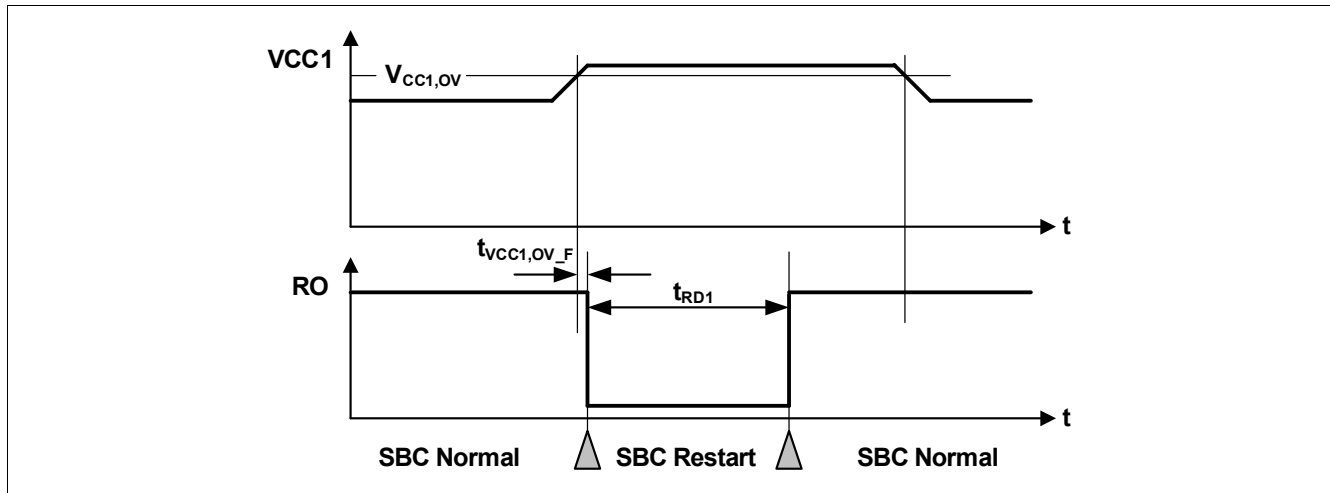 VCC1
VCC1,OV
t
tVCC1,OV_F
RO
tRD1
t
SBC Normal SBC Restart SBC Normal